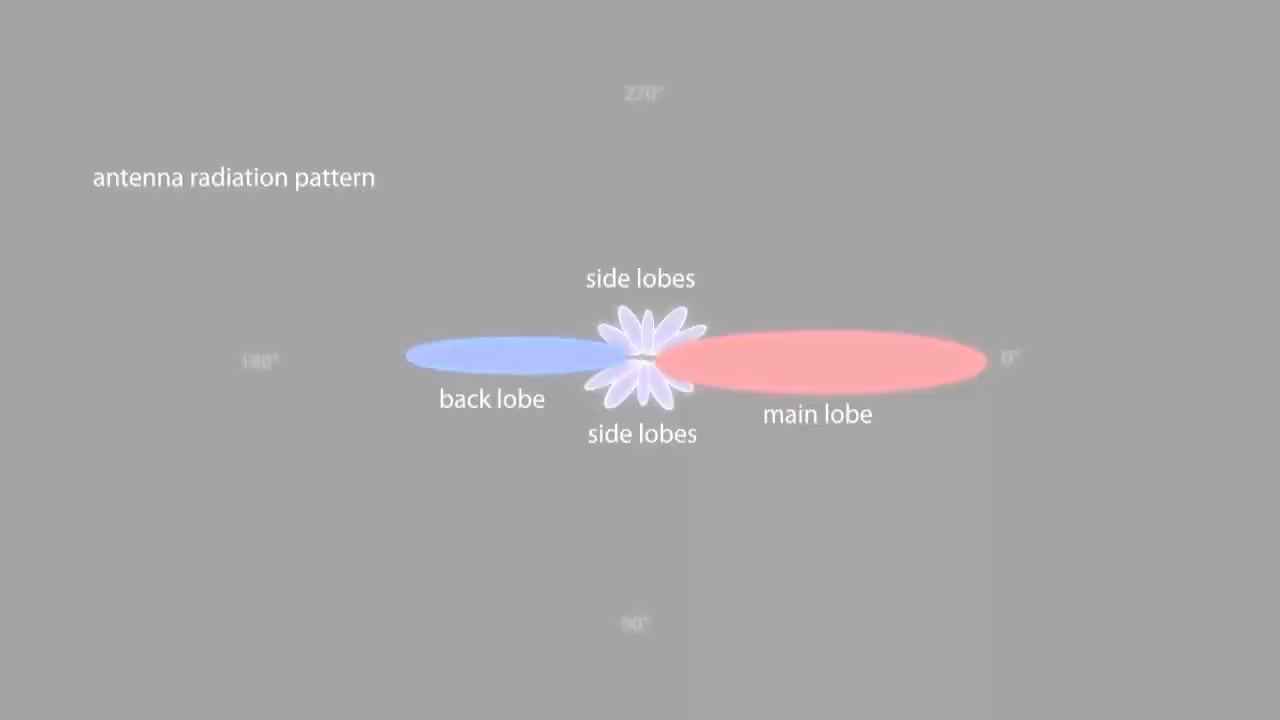 270°
antenna radiation pattern
side lobes
180°
0°
back lobe
main lobe
side lobes
90°